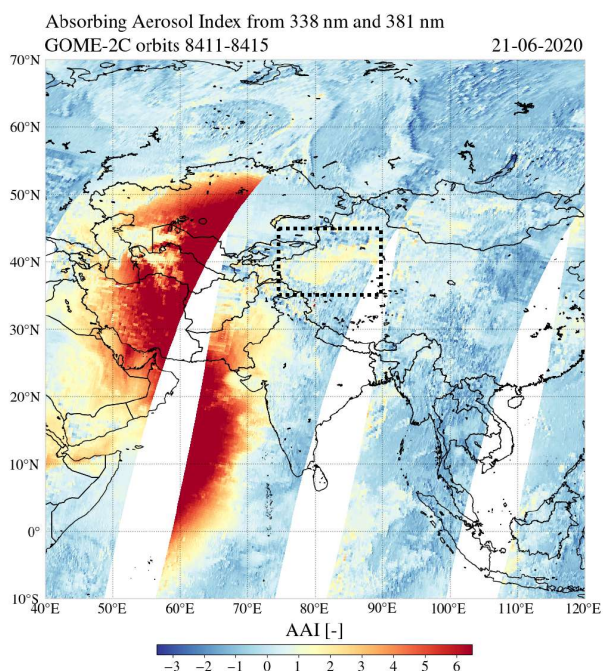 Absorbing Aerosol Index from 338 nm and 381 nm
GOME-2C orbits 8411-8415 21-06-2020
70°N
60°N
50°N
40°N
30°N
20°N
10°N
0°
10°S
40°E 50°E 60°E 70°E 80°E 90°E 100°E 110°E 120°E
AAI [-]
−3 −2 −1 0 1 2 3 4 5 6